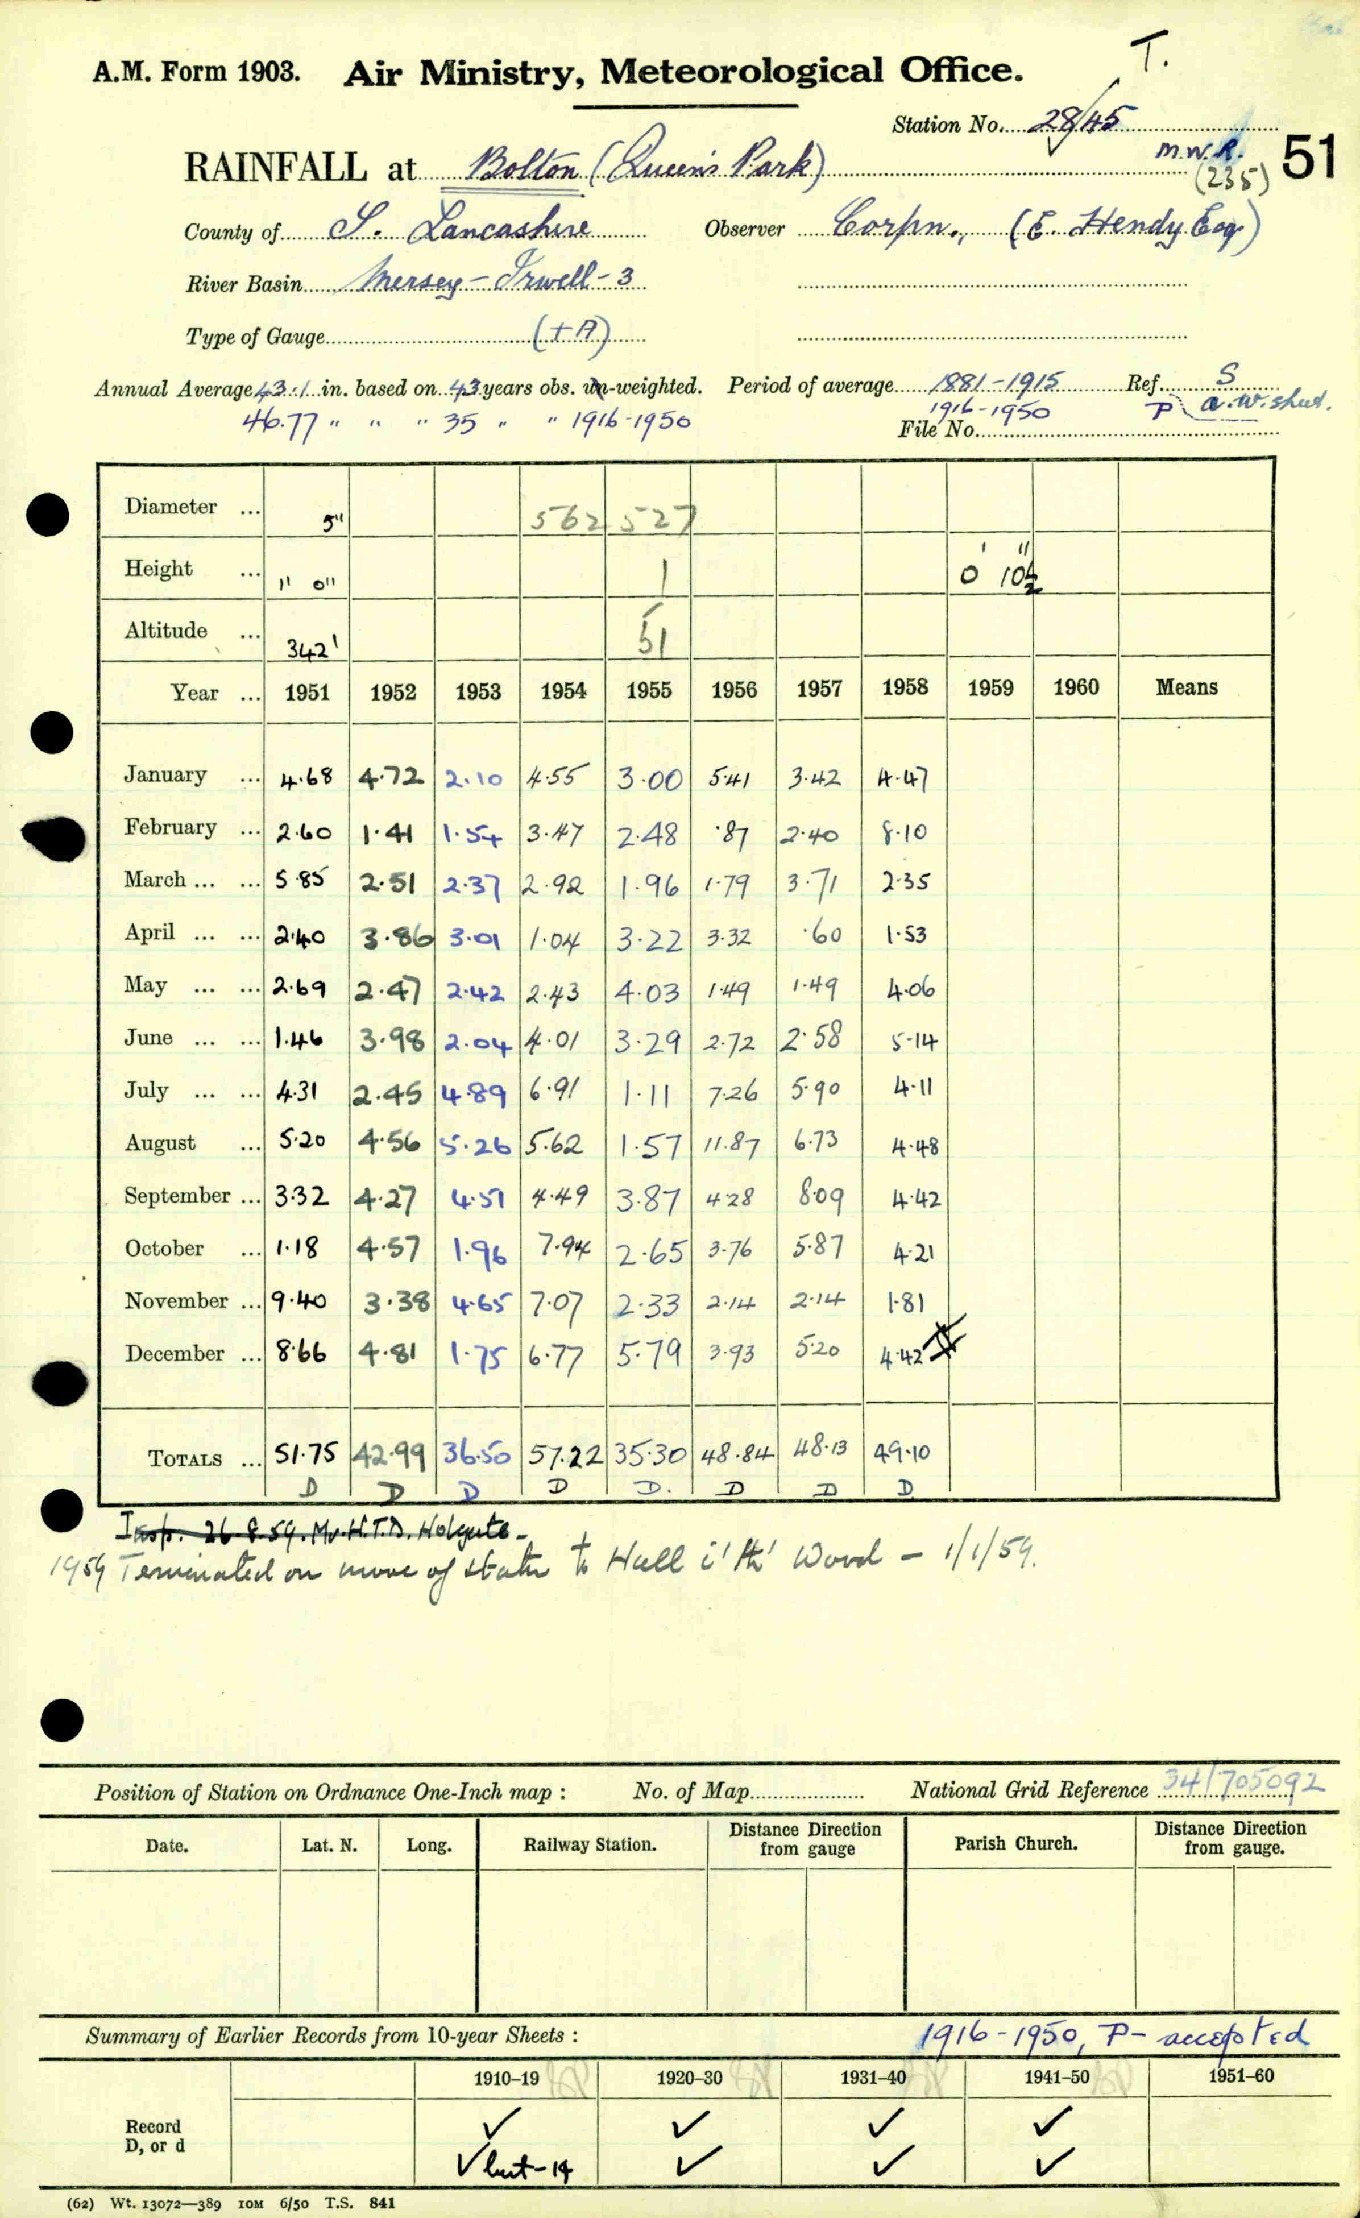 T.
A.M. Form 1903. Air Ministry, Meteorological Office.
Station No. 28/45
M.W.R.
(235)
51
RAINFALL at Bolton (Queen's Park)
County of S. Lancashire Observer Corpn., (E. Hendy Esq)
River Basin Mersey - Irwell - 3
Type of Gauge (+A)
Annual Average 43.1 in. based on 43 years obs. un-weighted. Period of average 1881-1915 Ref. S
46.77 " " " 35 " " 1916-1950 1916-1950 P a.w. shut.
File No.
Diameter ... 5" 562 527
Height ... 1' 0" 1 0' 10½"
Altitude ... 342' 51
Year ... 1951 1952 1953 1954 1955 1956 1957 1958 1959 1960 Means
January ... 4.68 4.72 2.10 4.55 3.00 5.41 3.42 4.47
February ... 2.60 1.41 1.54 3.47 2.48 .87 2.40 8.10
March ... ... 5.85 2.51 2.37 2.92 1.96 1.79 3.71 2.35
April ... ... 2.40 3.86 3.01 1.04 3.22 3.32 .60 1.53
May ... ... 2.69 2.47 2.42 2.43 4.03 1.49 1.49 4.06
June ... ... 1.46 3.98 2.04 4.01 3.29 2.72 2.58 5.14
July ... ... 4.31 2.45 4.89 6.91 1.11 7.26 5.90 4.11
August ... 5.20 4.56 5.26 5.62 1.57 11.87 6.73 4.48
September ... 3.32 4.27 4.51 4.49 3.87 4.28 8.09 4.42
October ... 1.18 4.57 1.96 7.94 2.65 3.76 5.87 4.21
November ... 9.40 3.38 4.65 7.07 2.33 2.14 2.14 1.81
December ... 8.66 4.81 1.75 6.77 5.79 3.93 5.20 4.42
TOTALS ... 51.75 42.99 36.50 57.22 35.30 48.84 48.13 49.10
D D D D D. D D D
Insp. 26.8.59. Mr. H.T.D. Holgate
1959 Terminated on move of statn to Hall i' th' Wood - 1/1/59.
Position of Station on Ordnance One-Inch map : No. of Map National Grid Reference 34/705092
Date. Lat. N. Long. Railway Station. Distance Direction from gauge Parish Church. Distance Direction from gauge.
Summary of Earlier Records from 10-year Sheets : 1916-1950, P- accepted
1910–19 1920–30 1931–40 1941–50 1951–60
Record ✓ ✓ ✓ ✓
D, or d ✓ but -14 ✓ ✓ ✓
(62) Wt. 13072—389 10M 6/50 T.S. 841